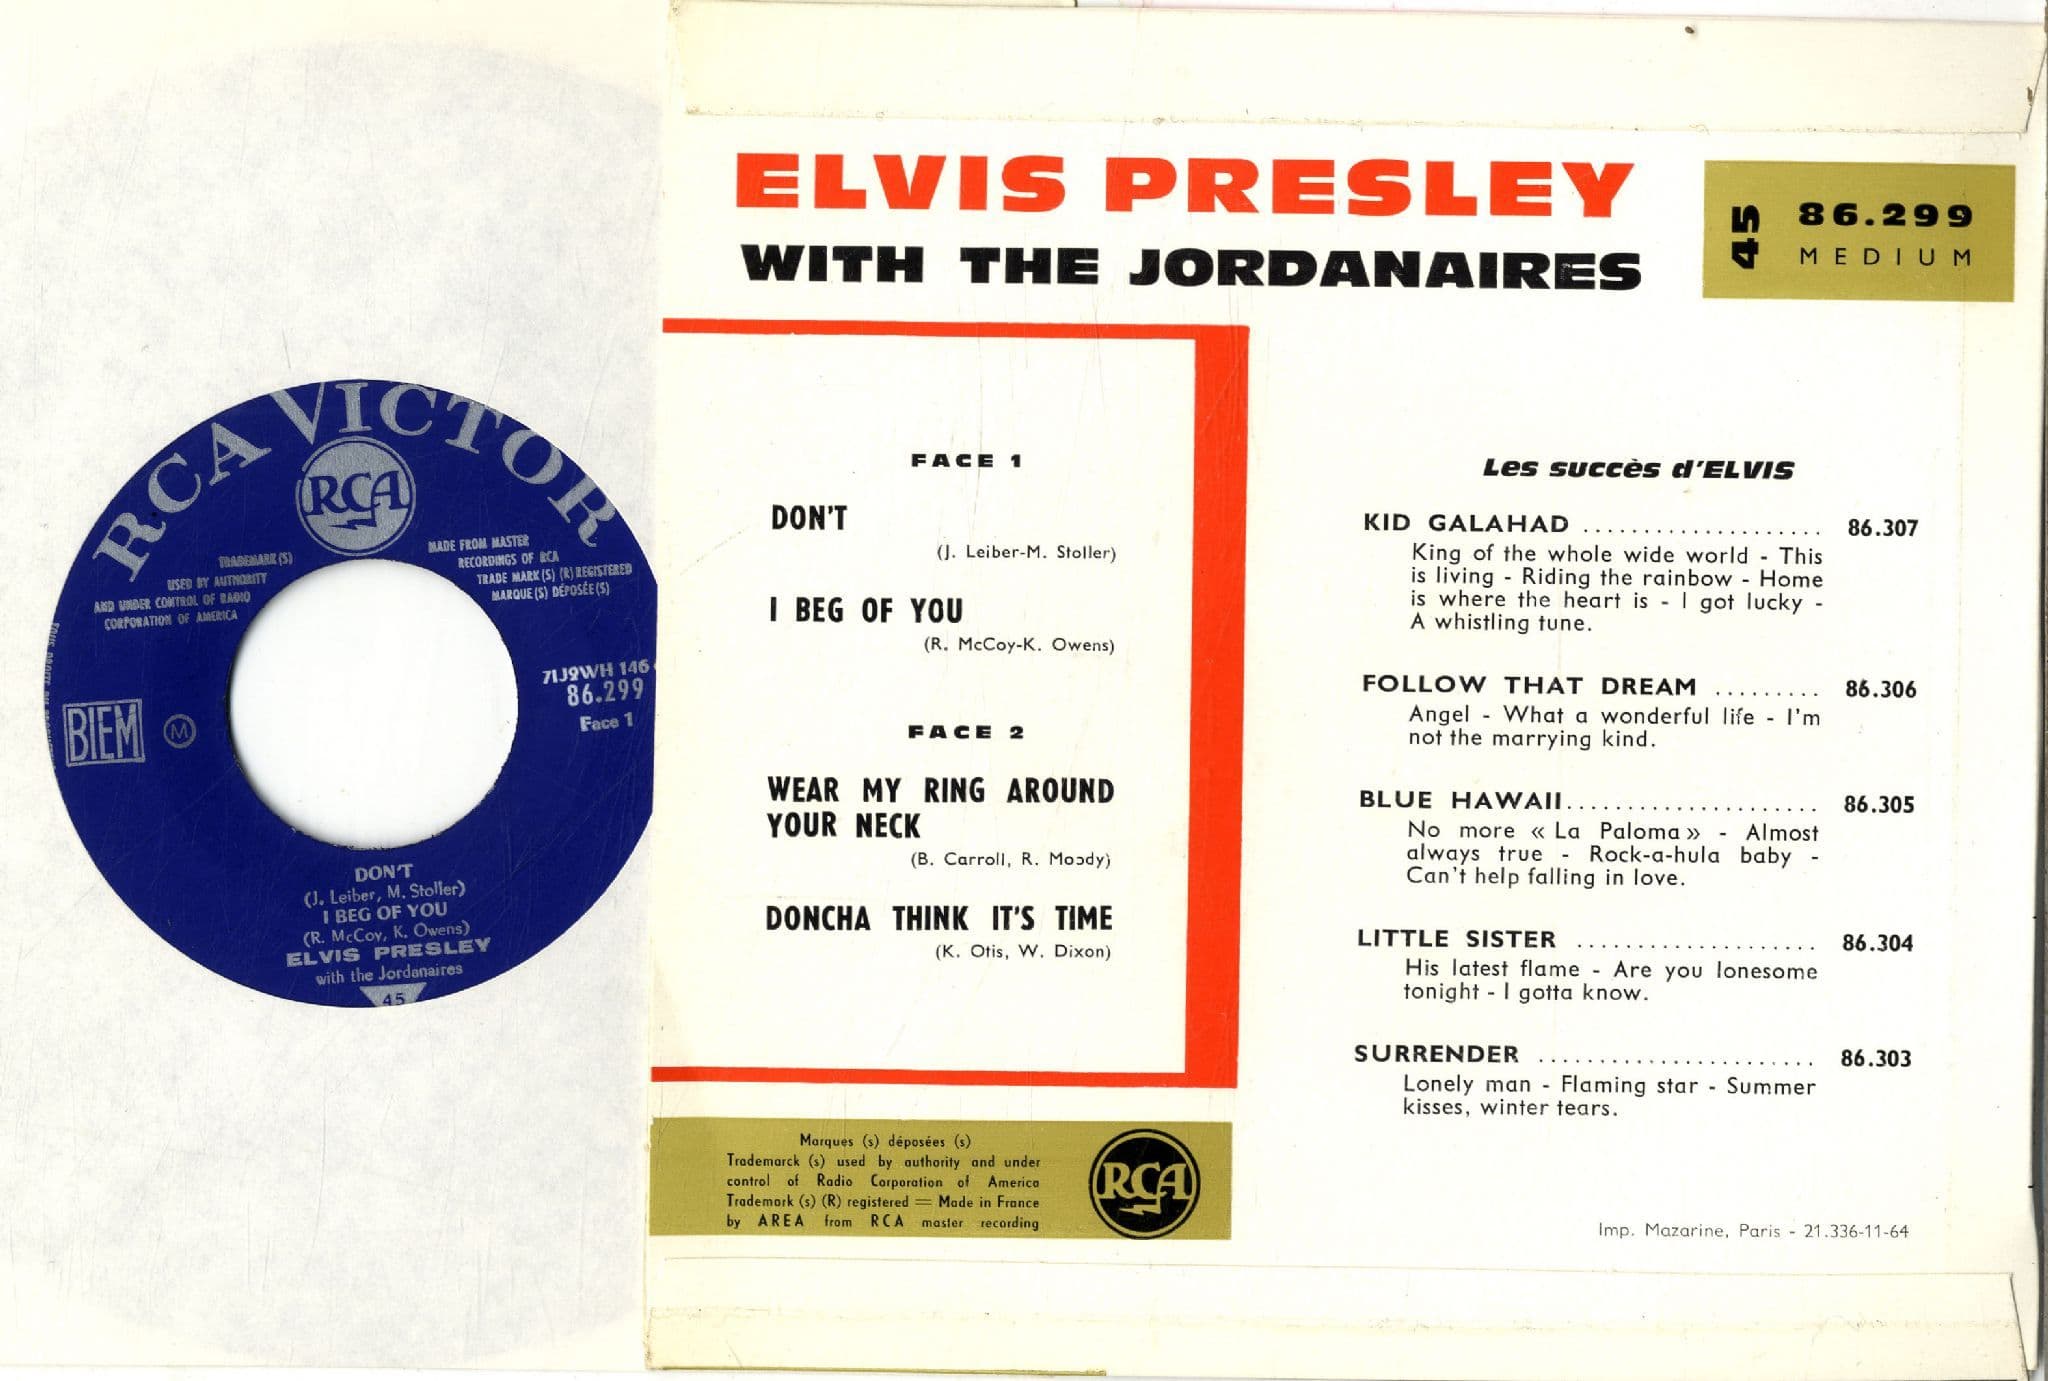 RCA VICTOR
RCA
TRADEMARK(S)
USED BY AUTHORITY
AND UNDER CONTROL OF RADIO
CORPORATION OF AMERICA
MADE FROM MASTER
RECORDINGS OF RCA
TRADE MARK(S) (R) REGISTERED
MARQUE(S) DÉPOSÉE(S)
71J9WH 146
86.299
Face 1
BIEM
M
DON'T
(J. Leiber, M. Stoller)
I BEG OF YOU
(R. McCoy, K. Owens)
ELVIS PRESLEY
with the Jordanaires
45
ELVIS PRESLEY
WITH THE JORDANAIRES
45
86.299
MEDIUM
FACE 1
DON'T
(J. Leiber-M. Stoller)
I BEG OF YOU
(R. McCoy-K. Owens)
FACE 2
WEAR MY RING AROUND
YOUR NECK
(B. Carroll, R. Moody)
DONCHA THINK IT'S TIME
(K. Otis, W. Dixon)
Marques (s) déposées (s)
Trademarck (s) used by authority and under
control of Radio Corporation of America
Trademark (s) (R) registered — Made in France
by AREA from RCA master recording
RCA
Les succès d'ELVIS
KID GALAHAD .................... 86.307
King of the whole wide world - This
is living - Riding the rainbow - Home
is where the heart is - I got lucky -
A whistling tune.
FOLLOW THAT DREAM ......... 86.306
Angel - What a wonderful life - I'm
not the marrying kind.
BLUE HAWAII..................... 86.305
No more « La Paloma » - Almost
always true - Rock-a-hula baby -
Can't help falling in love.
LITTLE SISTER .................... 86.304
His latest flame - Are you lonesome
tonight - I gotta know.
SURRENDER ....................... 86.303
Lonely man - Flaming star - Summer
kisses, winter tears.
Imp. Mazarine, Paris - 21.336-11-64